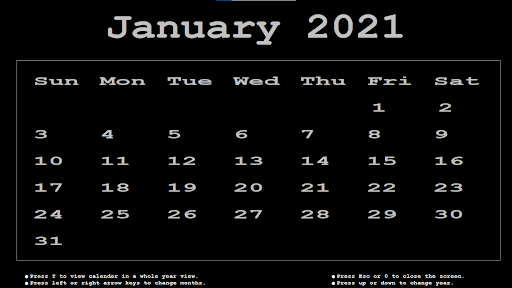 January 2021
Sun Mon Tue Wed Thu Fri Sat
1 2
3 4 5 6 7 8 9
10 11 12 13 14 15 16
17 18 19 20 21 22 23
24 25 26 27 28 29 30
31
●Press Y to view calender in a whole year view. ●Press Esc or 0 to close the screen.
●Press left or right arrow keys to change months. ●Press up or down to change year.